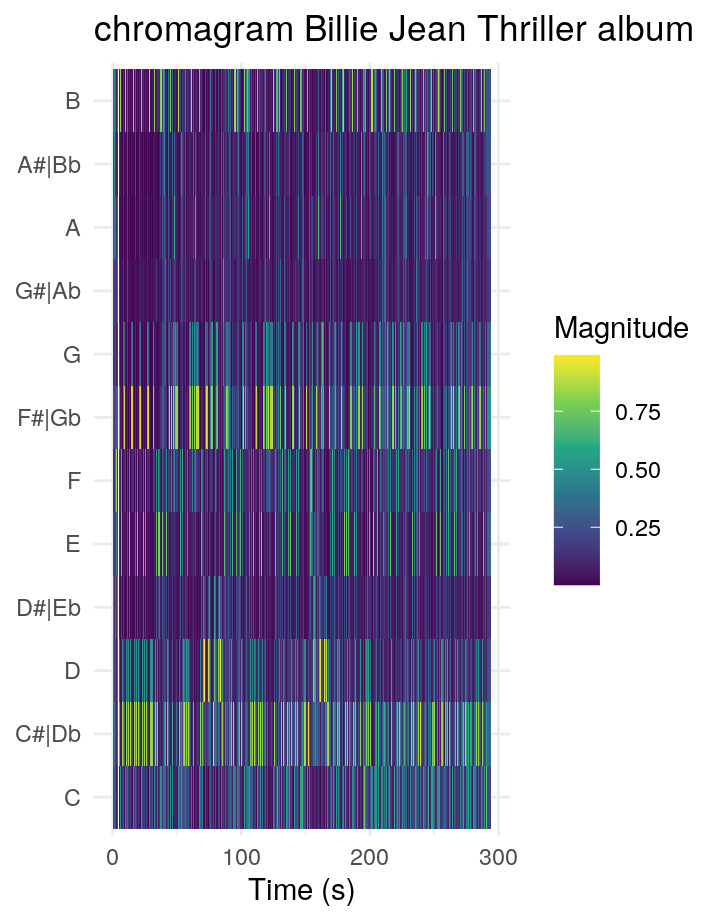 chromagram Billie Jean Thriller album
B
A#|Bb
A
G#|Ab
G
F#|Gb
F
E
D#|Eb
D
C#|Db
C
0 100 200 300
Time (s)
Magnitude
0.75
0.50
0.25